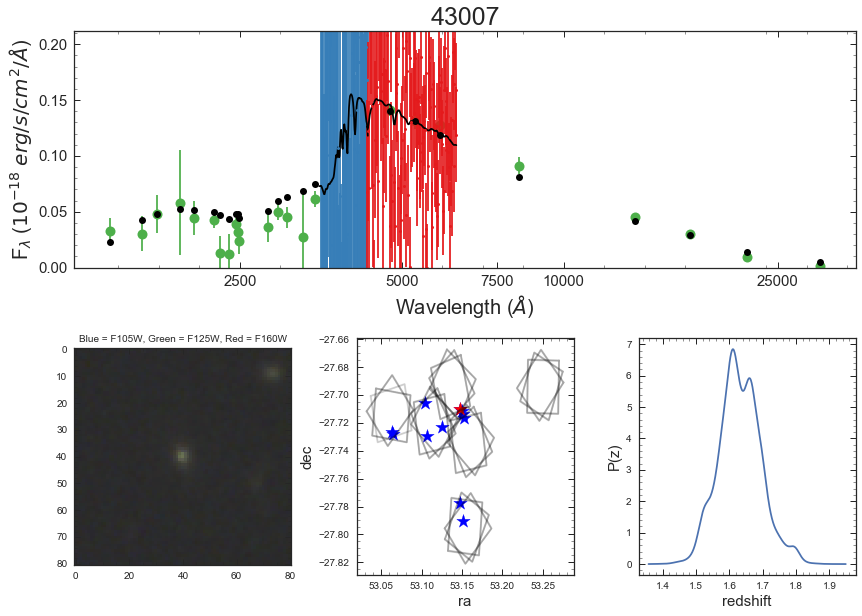 43007
F_λ (10^{-18} erg/s/cm^2/Å)
0.20
0.15
0.10
0.05
0.00
2500 5000 7500 10000 25000
Wavelength (Å)
Blue = F105W, Green = F125W, Red = F160W
0
10
20
30
40
50
60
70
80
0 20 40 60 80
dec
−27.66
−27.68
−27.70
−27.72
−27.74
−27.76
−27.78
−27.80
−27.82
53.05 53.10 53.15 53.20 53.25
ra
P(z)
7
6
5
4
3
2
1
0
1.4 1.5 1.6 1.7 1.8 1.9
redshift